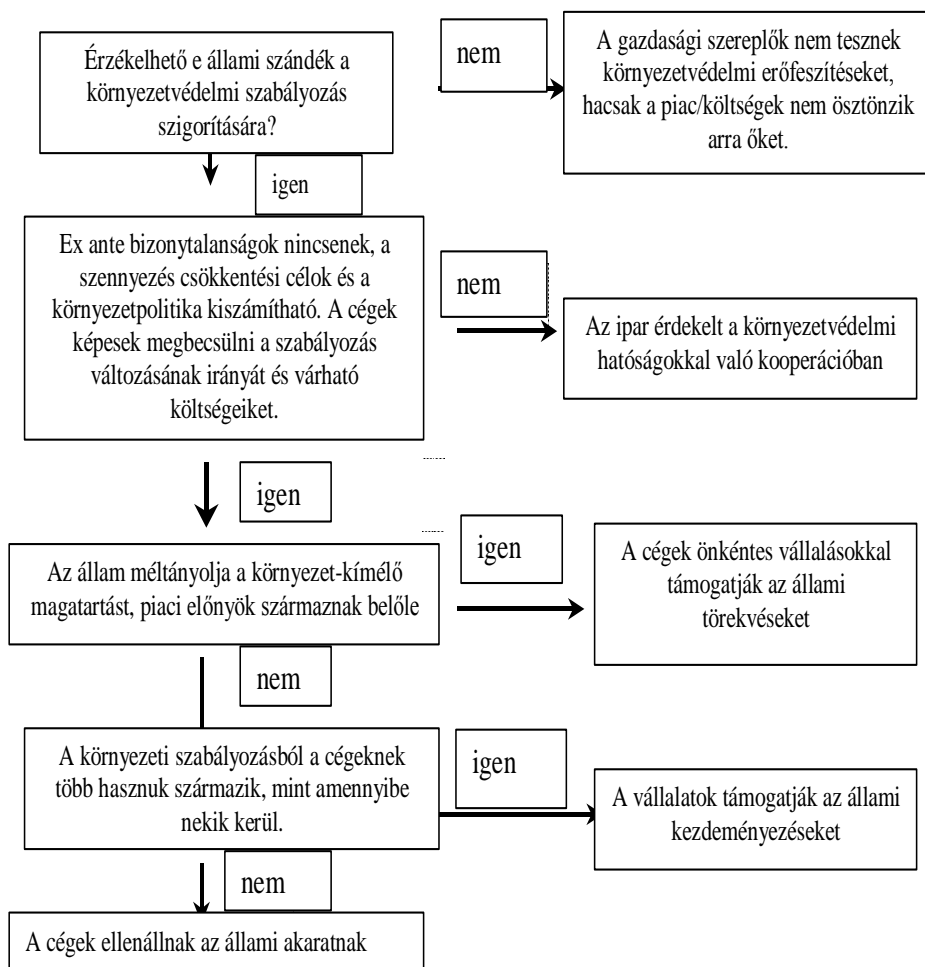 Érzékelhető e állami szándék a
környezetvédelmi szabályozás
szigorítására?
nem
A gazdasági szereplők nem tesznek
környezetvédelmi erőfeszítéseket,
hacsak a piac/költségek nem ösztönzik
arra őket.
igen
Ex ante bizonytalanságok nincsenek, a
szennyezés csökkentési célok és a
környezetpolitika kiszámítható. A cégek
képesek megbecsülni a szabályozás
változásának irányát és várható
költségeiket.
nem
Az ipar érdekelt a környezetvédelmi
hatóságokkal való kooperációban
igen
Az állam méltányolja a környezet-kímélő
magatartást, piaci előnyök származnak belőle
igen
A cégek önkéntes vállalásokkal
támogatják az állami
törekvéseket
nem
A környezeti szabályozásból a cégeknek
több hasznuk származik, mint amennyibe
nekik kerül.
igen
A vállalatok támogatják az állami
kezdeményezéseket
nem
A cégek ellenállnak az állami akaratnak